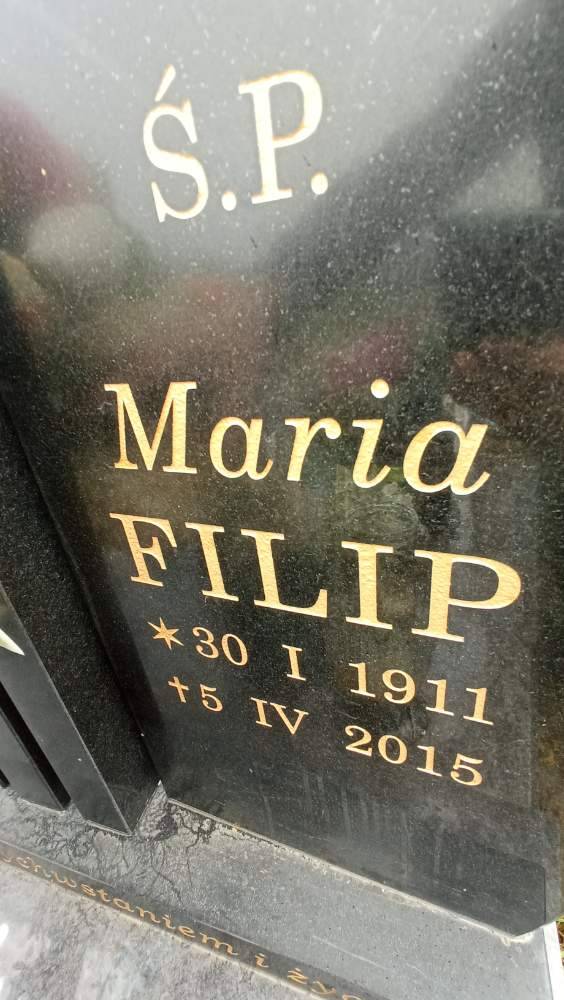 Ś.P.
Maria
FILIP
* 30 I 1911
† 5 IV 2015
i